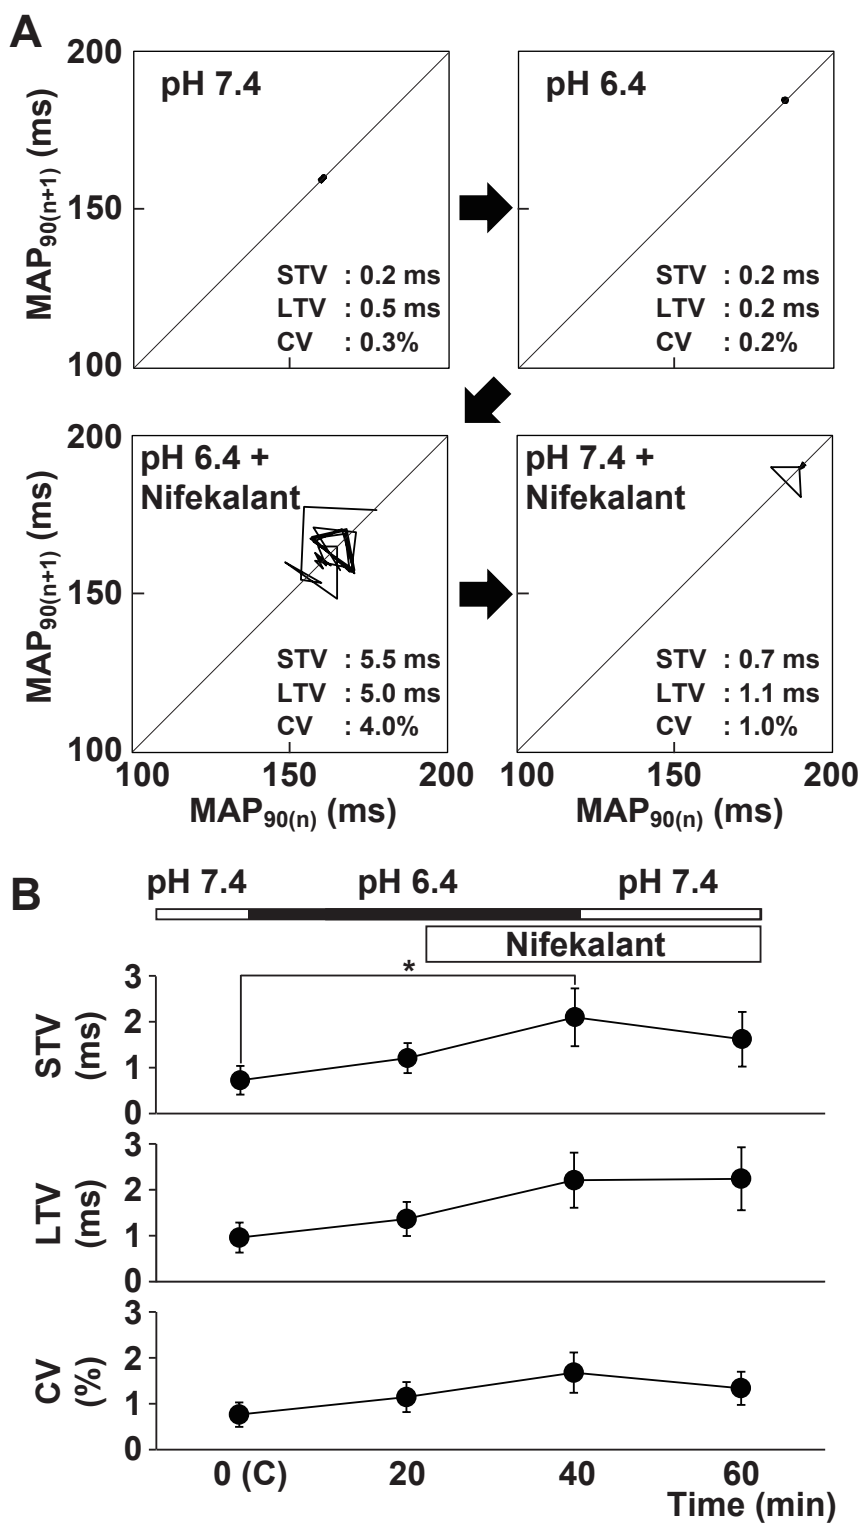 A
200
pH 7.4
pH 6.4
MAP90(n+1) (ms)
150
STV : 0.2 ms
LTV : 0.5 ms
CV : 0.3%
STV : 0.2 ms
LTV : 0.2 ms
CV : 0.2%
100
200
pH 6.4 +
Nifekalant
pH 7.4 +
Nifekalant
MAP90(n+1) (ms)
150
STV : 5.5 ms
LTV : 5.0 ms
CV : 4.0%
STV : 0.7 ms
LTV : 1.1 ms
CV : 1.0%
100
100 150 200
100 150 200
MAP90(n) (ms)
MAP90(n) (ms)
B
pH 7.4 pH 6.4 pH 7.4
Nifekalant
*
STV
(ms)
3
2
1
0
LTV
(ms)
3
2
1
0
CV
(%)
3
2
1
0
0 (C) 20 40 60
Time (min)